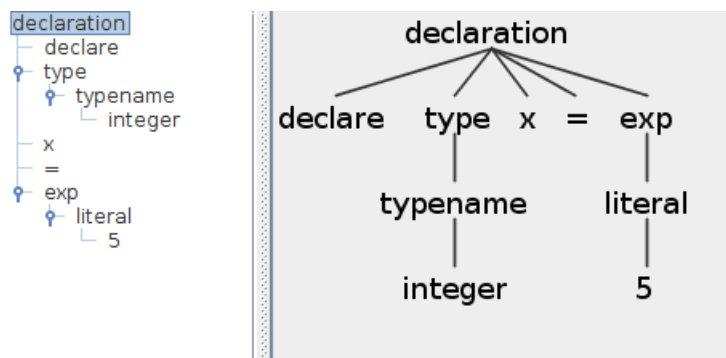 declaration
declare
type
typename
integer
x
=
exp
literal
5
declaration
declare type x = exp
typename literal
integer 5